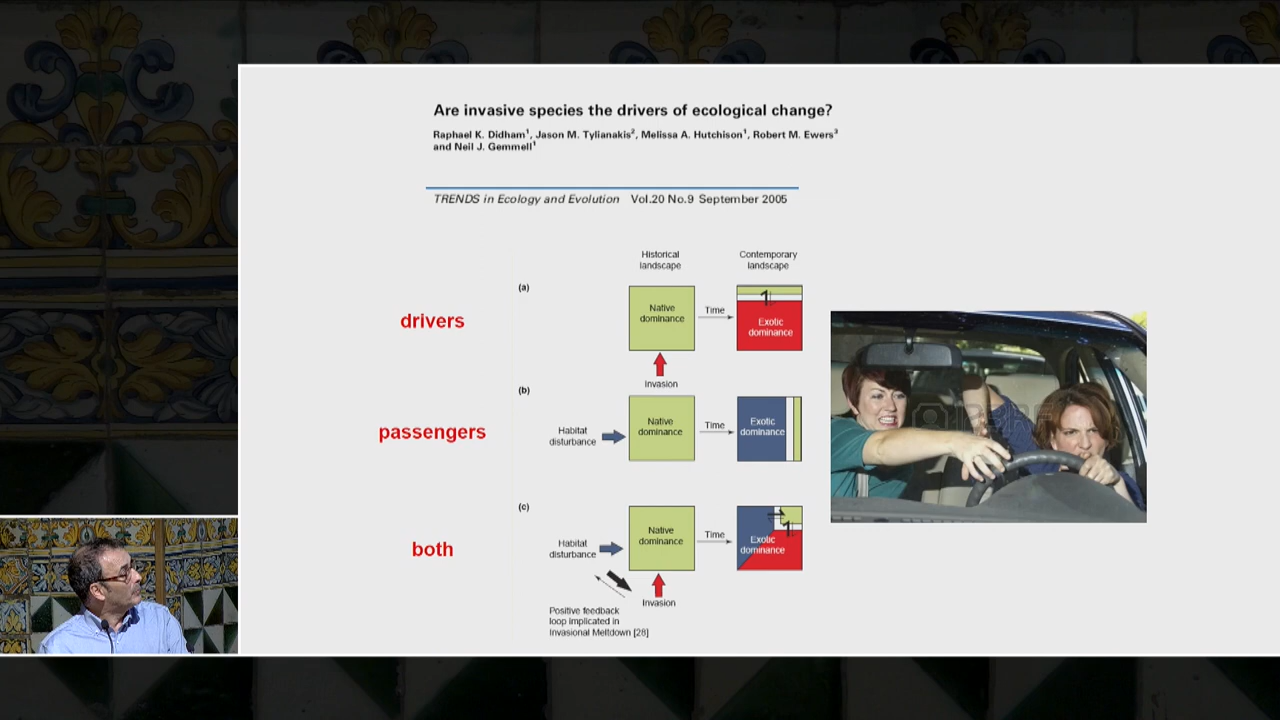 Are invasive species the drivers of ecological change?
Raphael K. Didham¹, Jason M. Tylianakis², Melissa A. Hutchison¹, Robert M. Ewers³
and Neil J. Gemmell¹
TRENDS in Ecology and Evolution Vol.20 No.9 September 2005
Historical
landscape
Contemporary
landscape
(a)
drivers
Native
dominance
Time
Exotic
dominance
Invasion
(b)
passengers
Habitat
disturbance
Native
dominance
Time
Exotic
dominance
(c)
both
Habitat
disturbance
Native
dominance
Time
Exotic
dominance
Invasion
Positive feedback
loop implicated in
Invasional Meltdown [28]